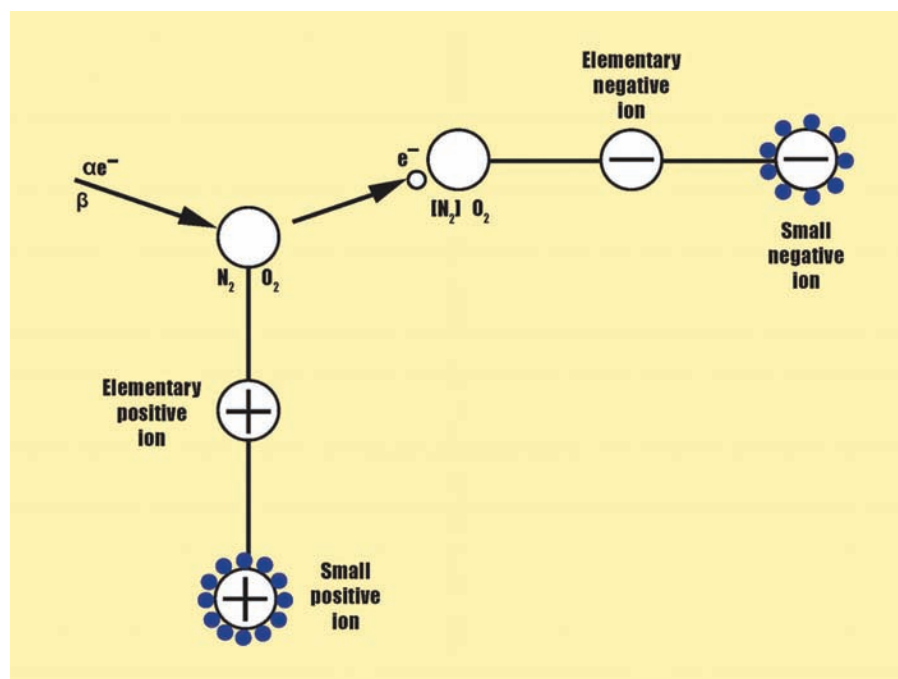 Elementary
negative
ion
αe⁻
β
e⁻
[N₂] O₂
Small
negative
ion
N₂ O₂
Elementary
positive
ion
Small
positive
ion